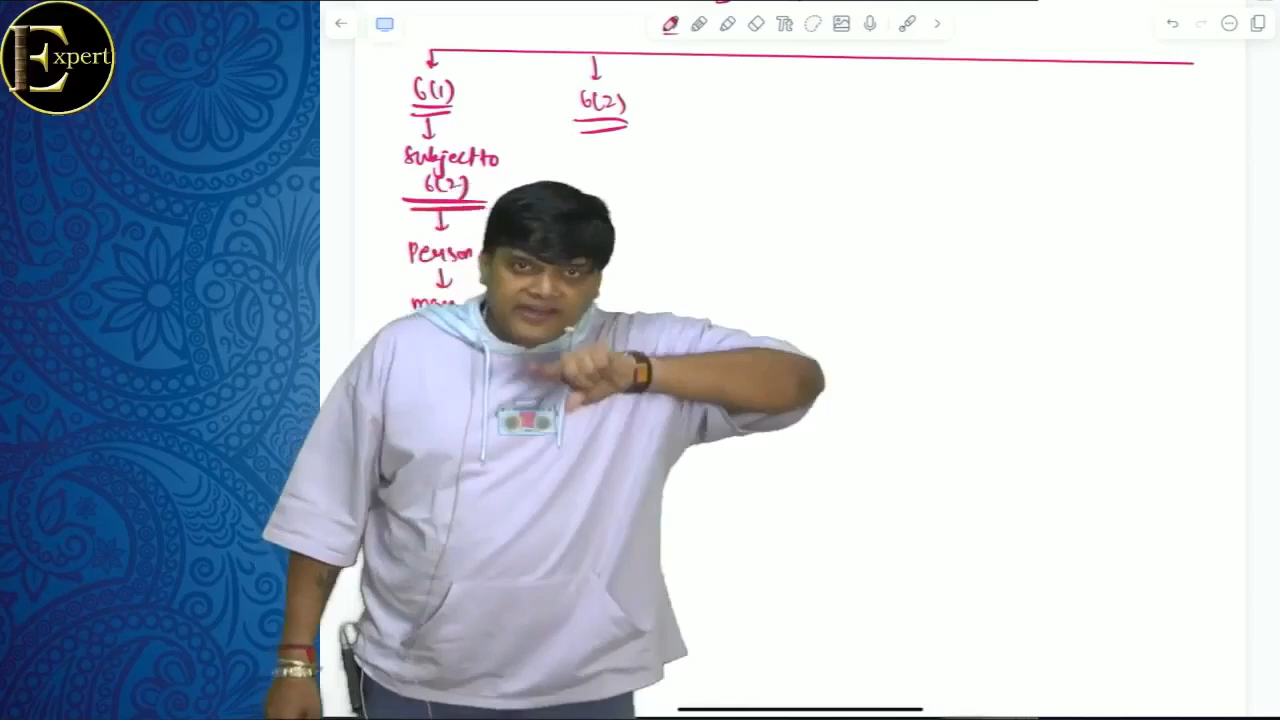 Expert
6(1)
6(2)
Subject to
6(2)
Person